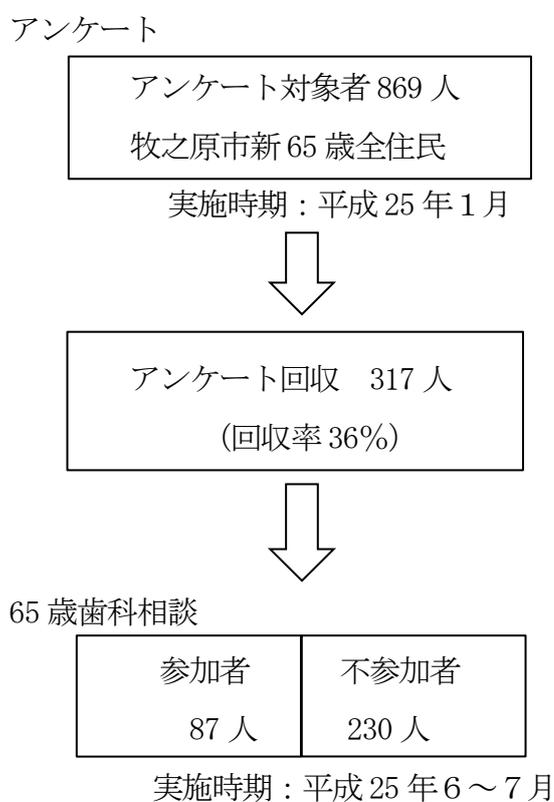 アンケート
アンケート対象者 869 人
牧之原市新 65 歳全住民
実施時期：平成 25 年１月
アンケート回収　317 人
(回収率 36%)
65 歳歯科相談
参加者 不参加者
87 人 230 人
実施時期：平成 25 年６～７月